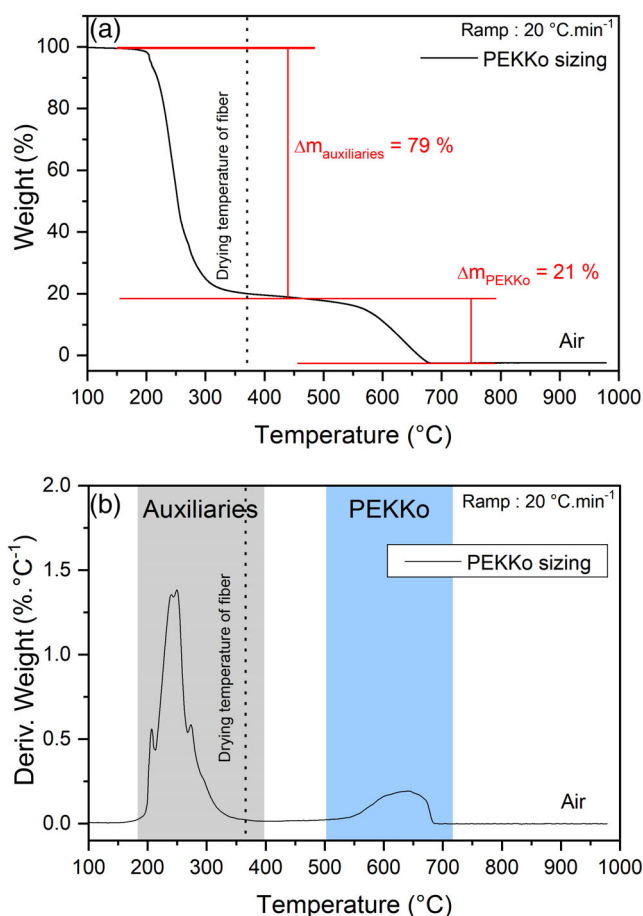 (a)
Ramp : 20 °C.min⁻¹
PEKKo sizing
Drying temperature of fiber
Δm_auxiliaries = 79 %
Δm_PEKKo = 21 %
Air
Weight (%)
100
80
60
40
20
0
100 200 300 400 500 600 700 800 900 1000
Temperature (°C)
(b)
Auxiliaries
PEKKo
Ramp : 20 °C.min⁻¹
PEKKo sizing
Drying temperature of fiber
Air
Deriv. Weight (%.°C⁻¹)
2.0
1.5
1.0
0.5
0.0
100 200 300 400 500 600 700 800 900 1000
Temperature (°C)